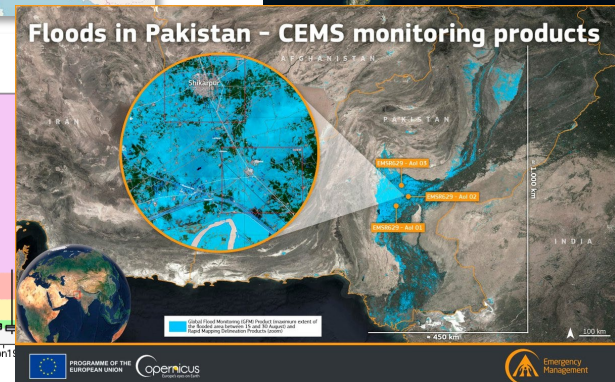 Floods in Pakistan - CEMS monitoring products
AFGHANISTAN
Shikarpur
IRAN
PAKISTAN
EMSR629 - AoI 03
EMSR629 - AoI 02
EMSR629 - AoI 01
≈ 1,000 km
INDIA
Global Flood Monitoring (GFM) Product (maximum extent of
the flooded area between 15 and 30 August) and
Rapid Mapping Delineation Products (zoom)
≈ 450 km
100 km
PROGRAMME OF THE
EUROPEAN UNION
Copernicus
Europe's eyes on Earth
Emergency
Management